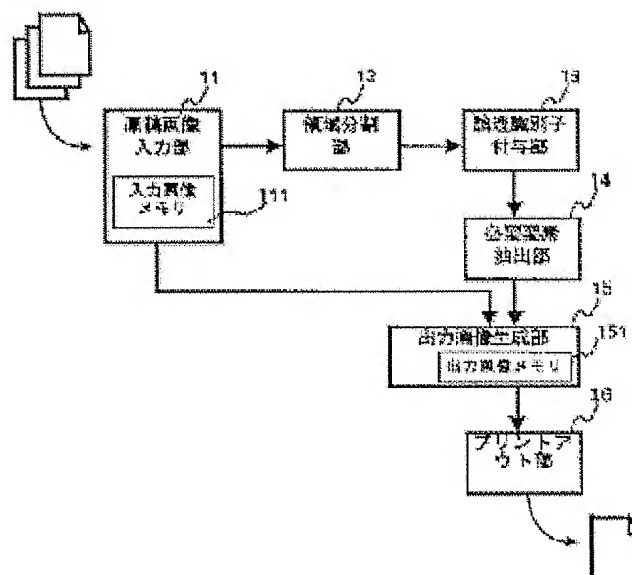 11
12
13
原稿画像
入力部
領域分割
部
論理識別子
付与部
入力画像
メモリ
111
14
必要要素
抽出部
15
出力画像生成部
151
出力画像メモリ
16
プリントア
ウト部